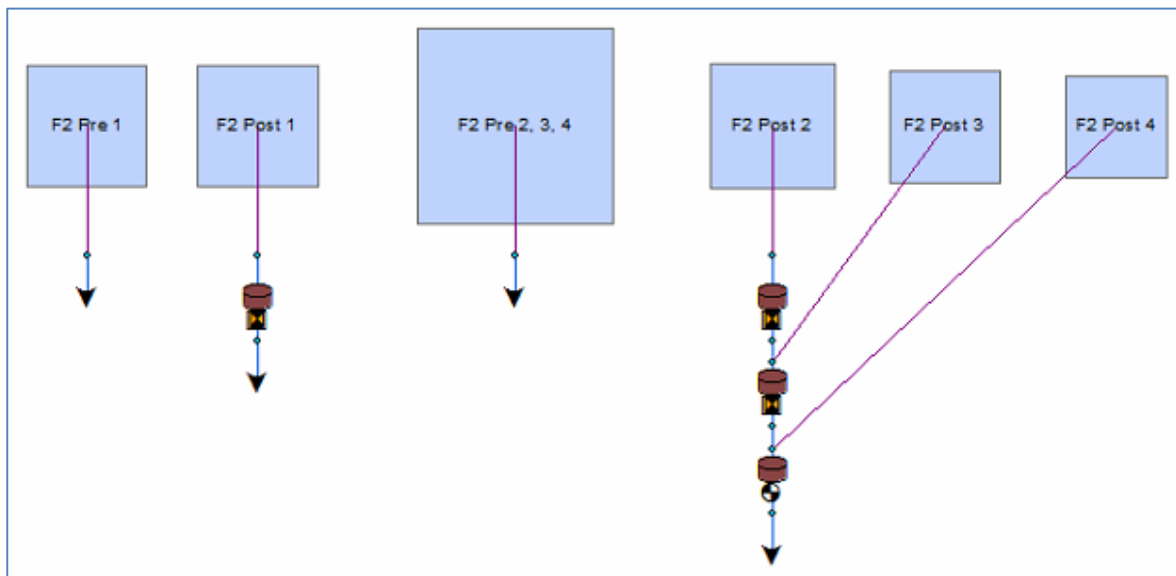 F2 Pre 1
F2 Post 1
F2 Pre 2, 3, 4
F2 Post 2
F2 Post 3
F2 Post 4